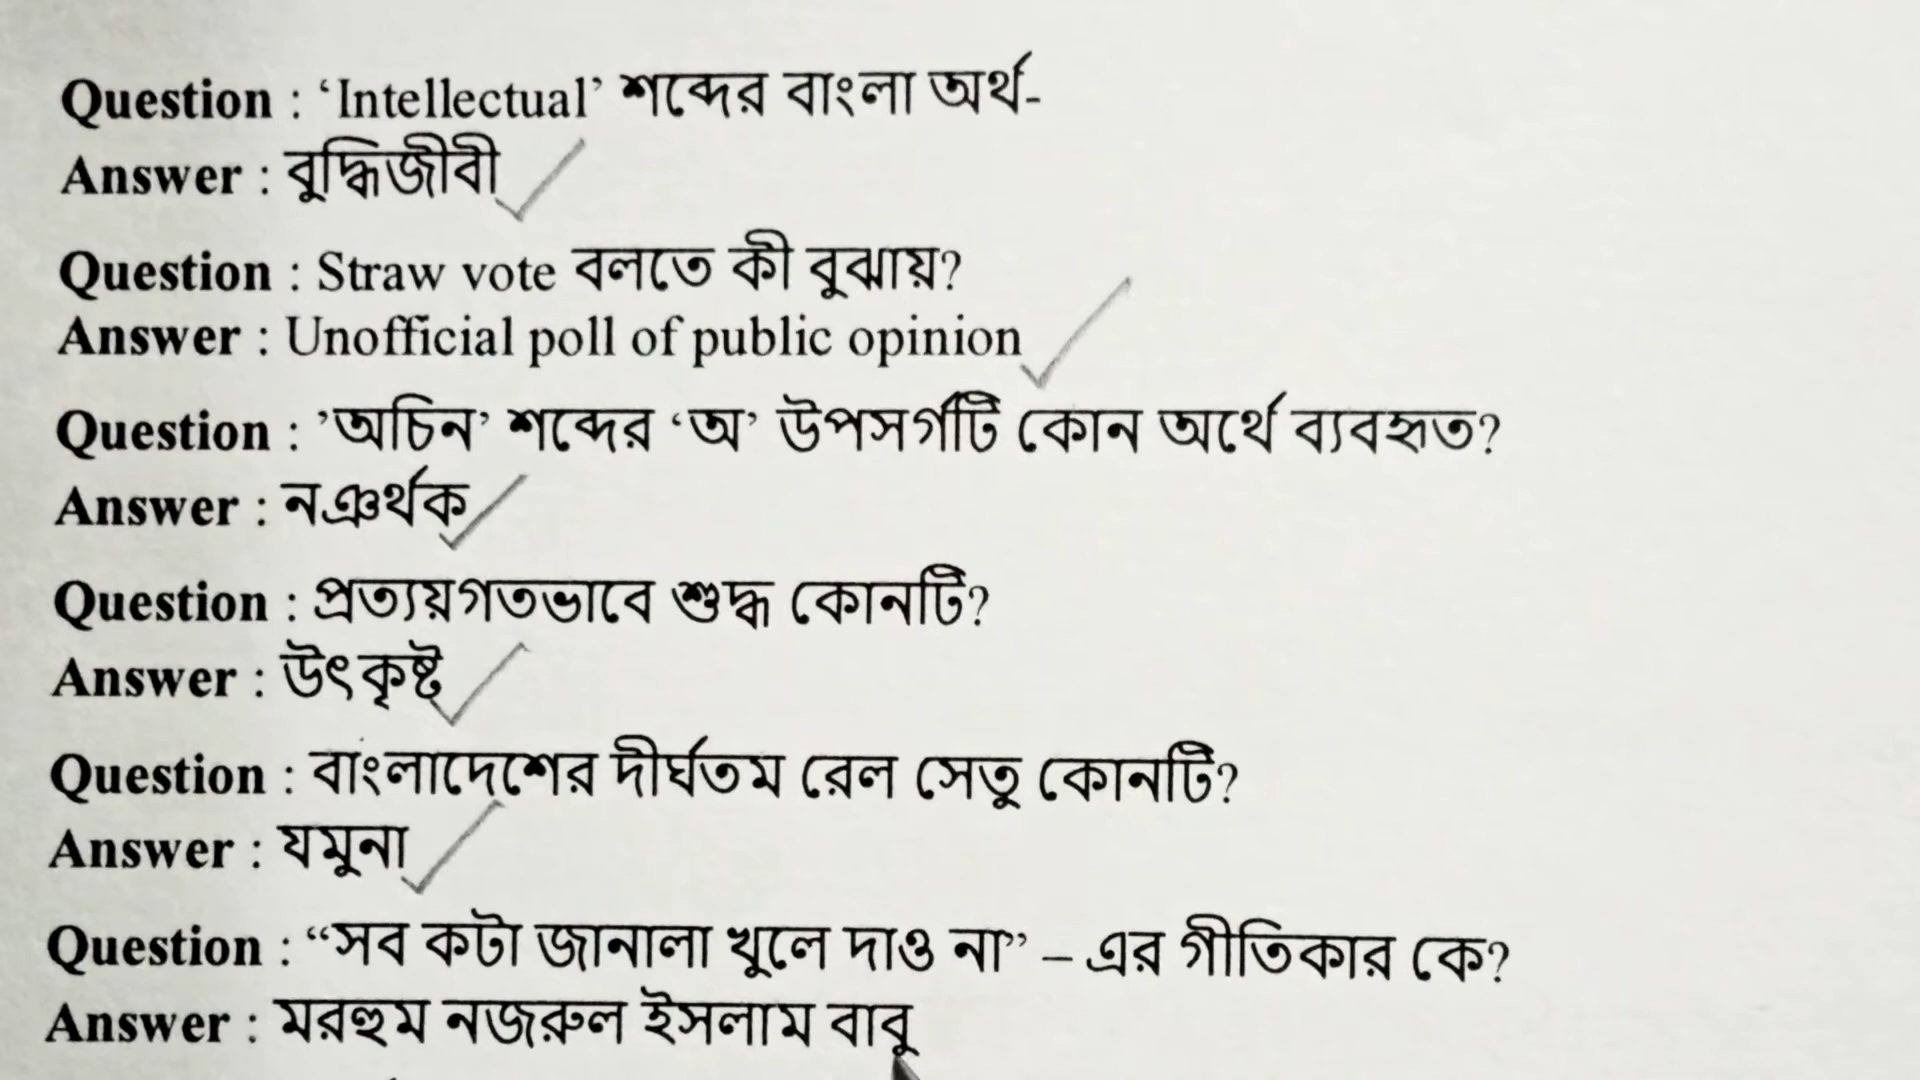 Question : ‘Intellectual’ শব্দের বাংলা অর্থ-
Answer : বুদ্ধিজীবী
Question : Straw vote বলতে কী বুঝায়?
Answer : Unofficial poll of public opinion
Question : ’অচিন’ শব্দের ‘অ’ উপসর্গটি কোন অর্থে ব্যবহৃত?
Answer : নঞর্থক
Question : প্রত্যয়গতভাবে শুদ্ধ কোনটি?
Answer : উৎকৃষ্ট
Question : বাংলাদেশের দীর্ঘতম রেল সেতু কোনটি?
Answer : যমুনা
Question : “সব কটা জানালা খুলে দাও না” – এর গীতিকার কে?
Answer : মরহুম নজরুল ইসলাম বাবু